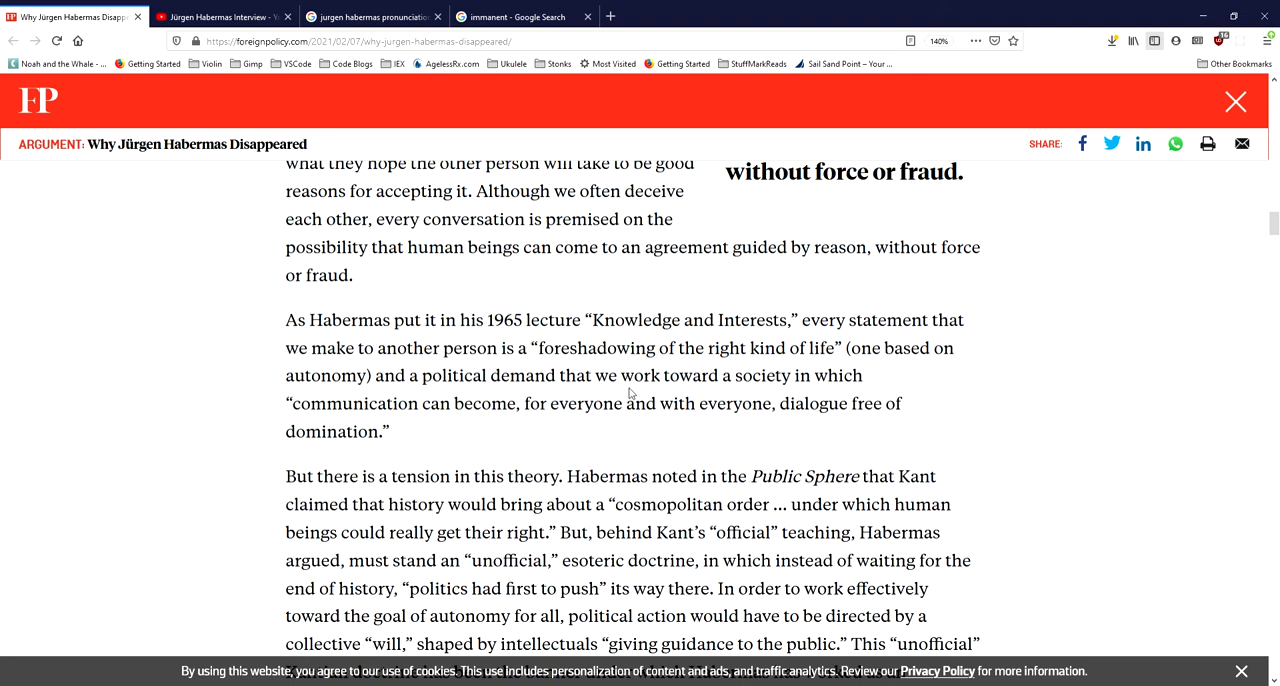 Why Jürgen Habermas Disapp
Jürgen Habermas Interview - Y
jurgen habermas pronunciatio
immanent - Google Search
https://foreignpolicy.com/2021/02/07/why-jurgen-habermas-disappeared/
140%
Noah and the Whale - ...
Getting Started
Violin
Gimp
VSCode
Code Blogs
IEX
AgelessRx.com
Ukulele
Stonks
Most Visited
Getting Started
StuffMarkReads
Sail Sand Point – Your ...
Other Bookmarks
FP
ARGUMENT: Why Jürgen Habermas Disappeared
SHARE:
what they hope the other person will take to be good
reasons for accepting it. Although we often deceive
each other, every conversation is premised on the
possibility that human beings can come to an agreement guided by reason, without force
or fraud.
without force or fraud.
As Habermas put it in his 1965 lecture “Knowledge and Interests,” every statement that
we make to another person is a “foreshadowing of the right kind of life” (one based on
autonomy) and a political demand that we work toward a society in which
“communication can become, for everyone and with everyone, dialogue free of
domination.”
But there is a tension in this theory. Habermas noted in the Public Sphere that Kant
claimed that history would bring about a “cosmopolitan order ... under which human
beings could really get their right.” But, behind Kant’s “official” teaching, Habermas
argued, must stand an “unofficial,” esoteric doctrine, in which instead of waiting for the
end of history, “politics had first to push” its way there. In order to work effectively
toward the goal of autonomy for all, political action would have to be directed by a
collective “will,” shaped by intellectuals “giving guidance to the public.” This “unofficial”
By using this website, you agree to our use of cookies. This use includes personalization of content and ads, and traffic analytics. Review our Privacy Policy for more information.